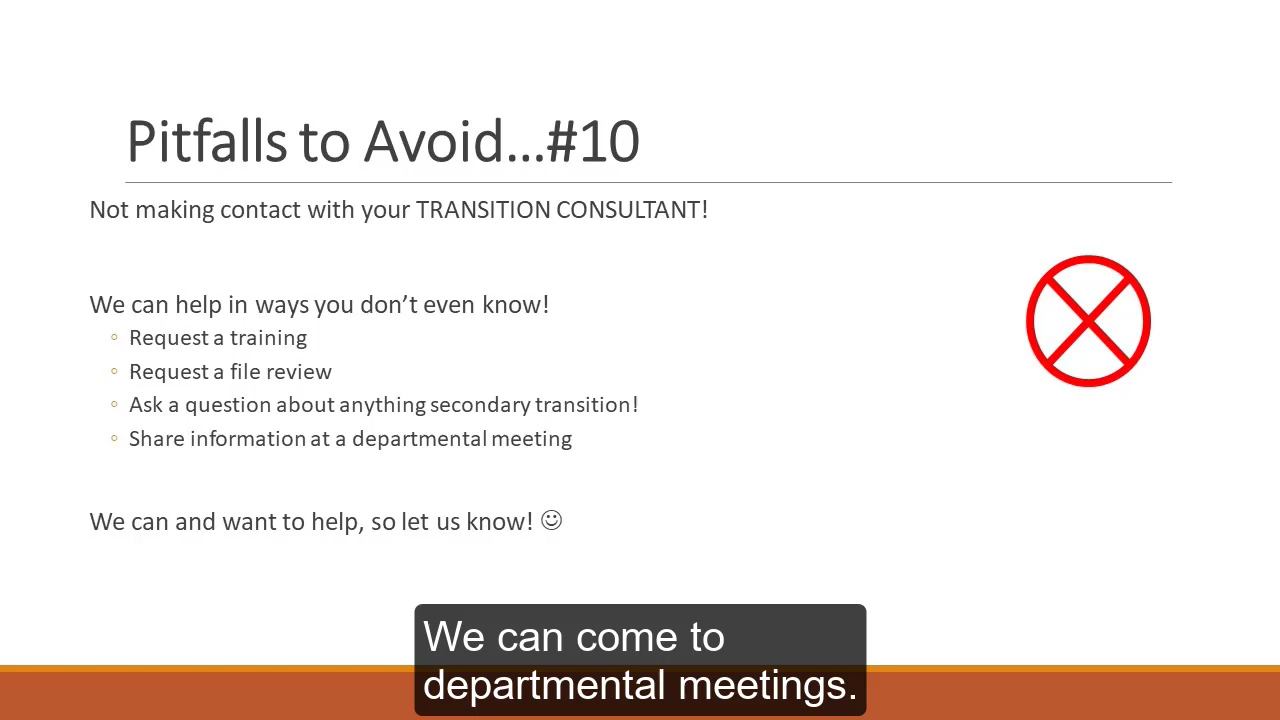 Pitfalls to Avoid...#10
Not making contact with your TRANSITION CONSULTANT!
We can help in ways you don’t even know!
◦ Request a training
◦ Request a file review
◦ Ask a question about anything secondary transition!
◦ Share information at a departmental meeting
We can and want to help, so let us know! ☺
We can come to
departmental meetings.